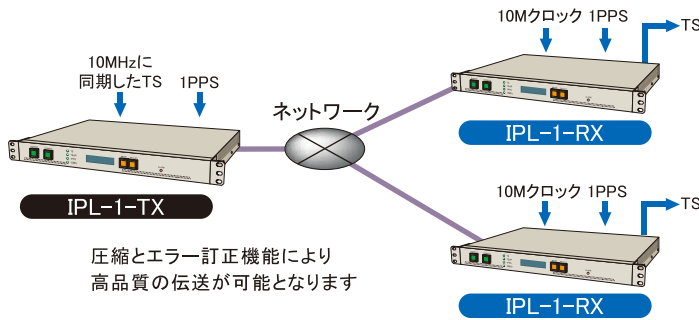 10MHzに
同期したTS
1PPS
IPL-1-TX
ネットワーク
10Mクロック 1PPS
TS
IPL-1-RX
10Mクロック 1PPS
TS
IPL-1-RX
圧縮とエラー訂正機能により
高品質の伝送が可能となります